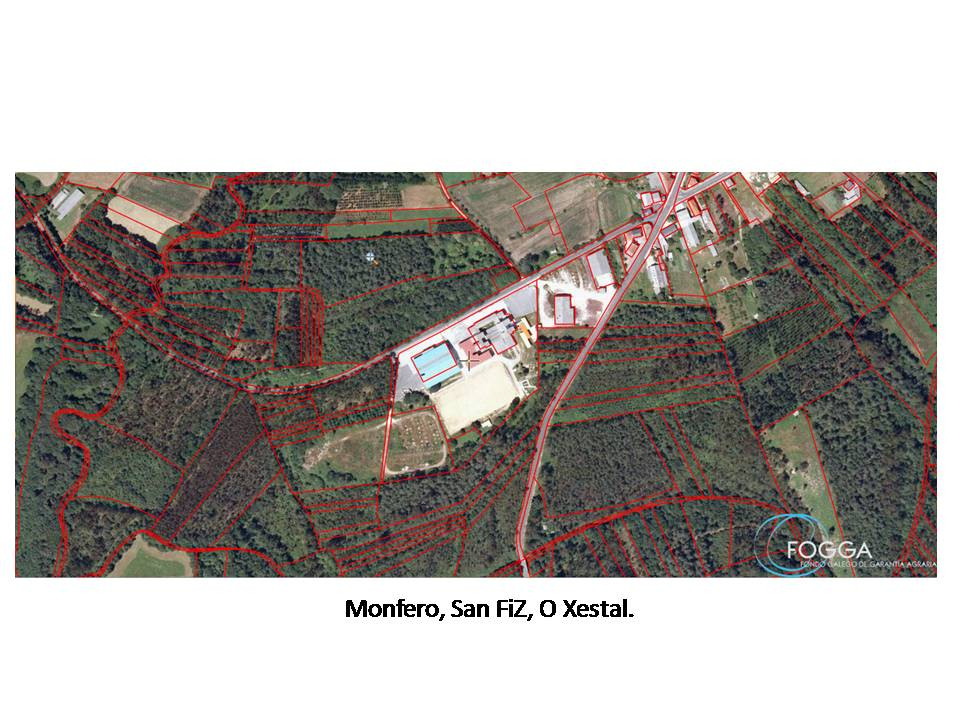 FOGGA
FONDO GALEGO DE GARANTÍA AGRARIA
Monfero, San FiZ, O Xestal.